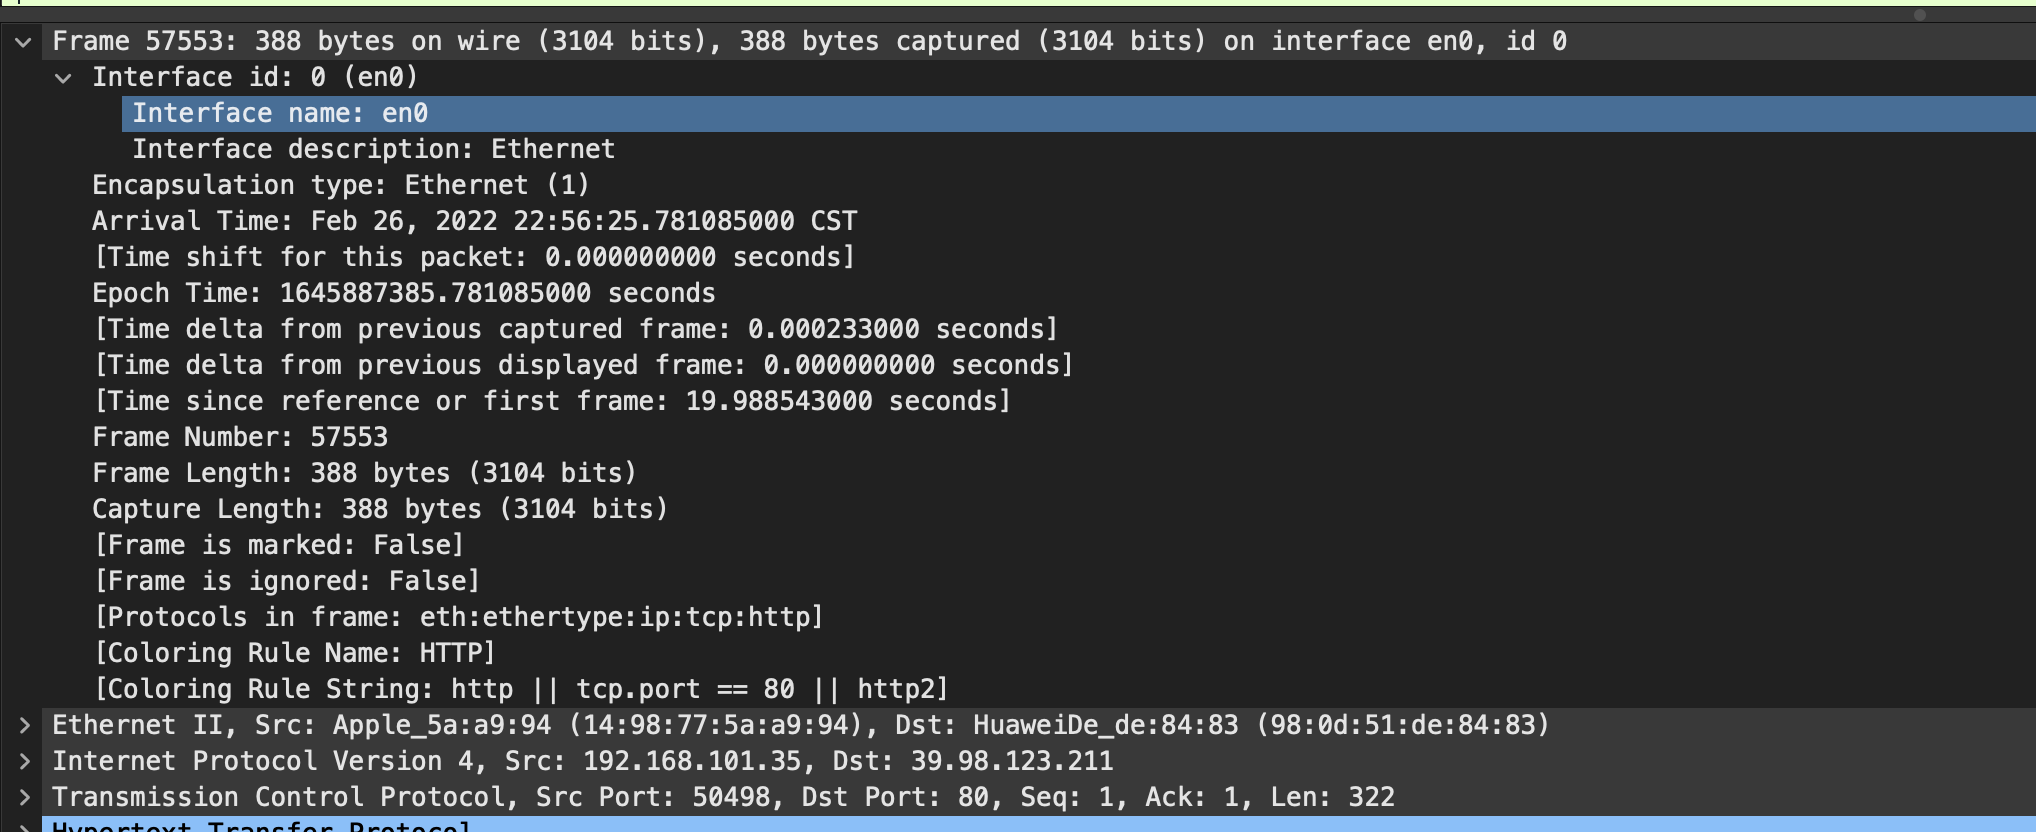 Frame 57553: 388 bytes on wire (3104 bits), 388 bytes captured (3104 bits) on interface en0, id 0
Interface id: 0 (en0)
Interface name: en0
Interface description: Ethernet
Encapsulation type: Ethernet (1)
Arrival Time: Feb 26, 2022 22:56:25.781085000 CST
[Time shift for this packet: 0.000000000 seconds]
Epoch Time: 1645887385.781085000 seconds
[Time delta from previous captured frame: 0.000233000 seconds]
[Time delta from previous displayed frame: 0.000000000 seconds]
[Time since reference or first frame: 19.988543000 seconds]
Frame Number: 57553
Frame Length: 388 bytes (3104 bits)
Capture Length: 388 bytes (3104 bits)
[Frame is marked: False]
[Frame is ignored: False]
[Protocols in frame: eth:ethertype:ip:tcp:http]
[Coloring Rule Name: HTTP]
[Coloring Rule String: http || tcp.port == 80 || http2]
Ethernet II, Src: Apple_5a:a9:94 (14:98:77:5a:a9:94), Dst: HuaweiDe_de:84:83 (98:0d:51:de:84:83)
Internet Protocol Version 4, Src: 192.168.101.35, Dst: 39.98.123.211
Transmission Control Protocol, Src Port: 50498, Dst Port: 80, Seq: 1, Ack: 1, Len: 322
Hypertext Transfer Protocol